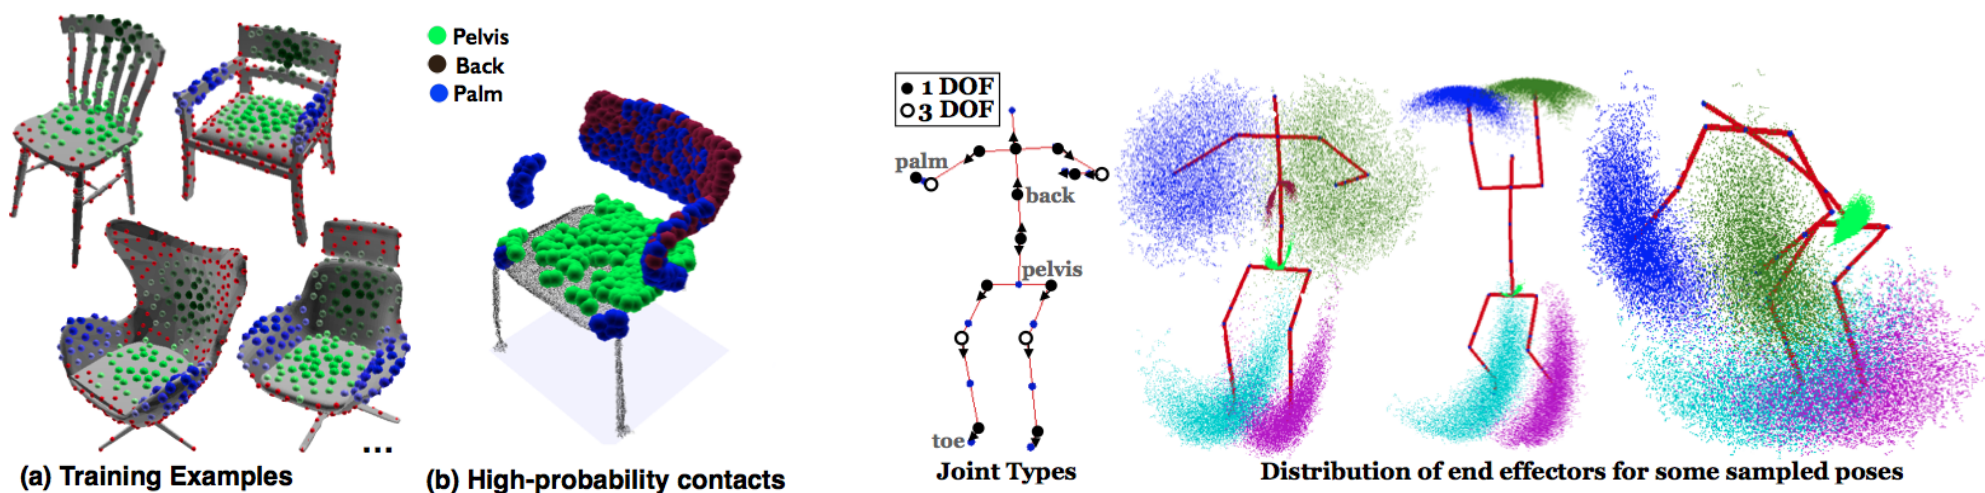 Pelvis
Back
Palm
...
(a) Training Examples
(b) High-probability contacts
1 DOF
3 DOF
palm
back
pelvis
toe
Joint Types
Distribution of end effectors for some sampled poses